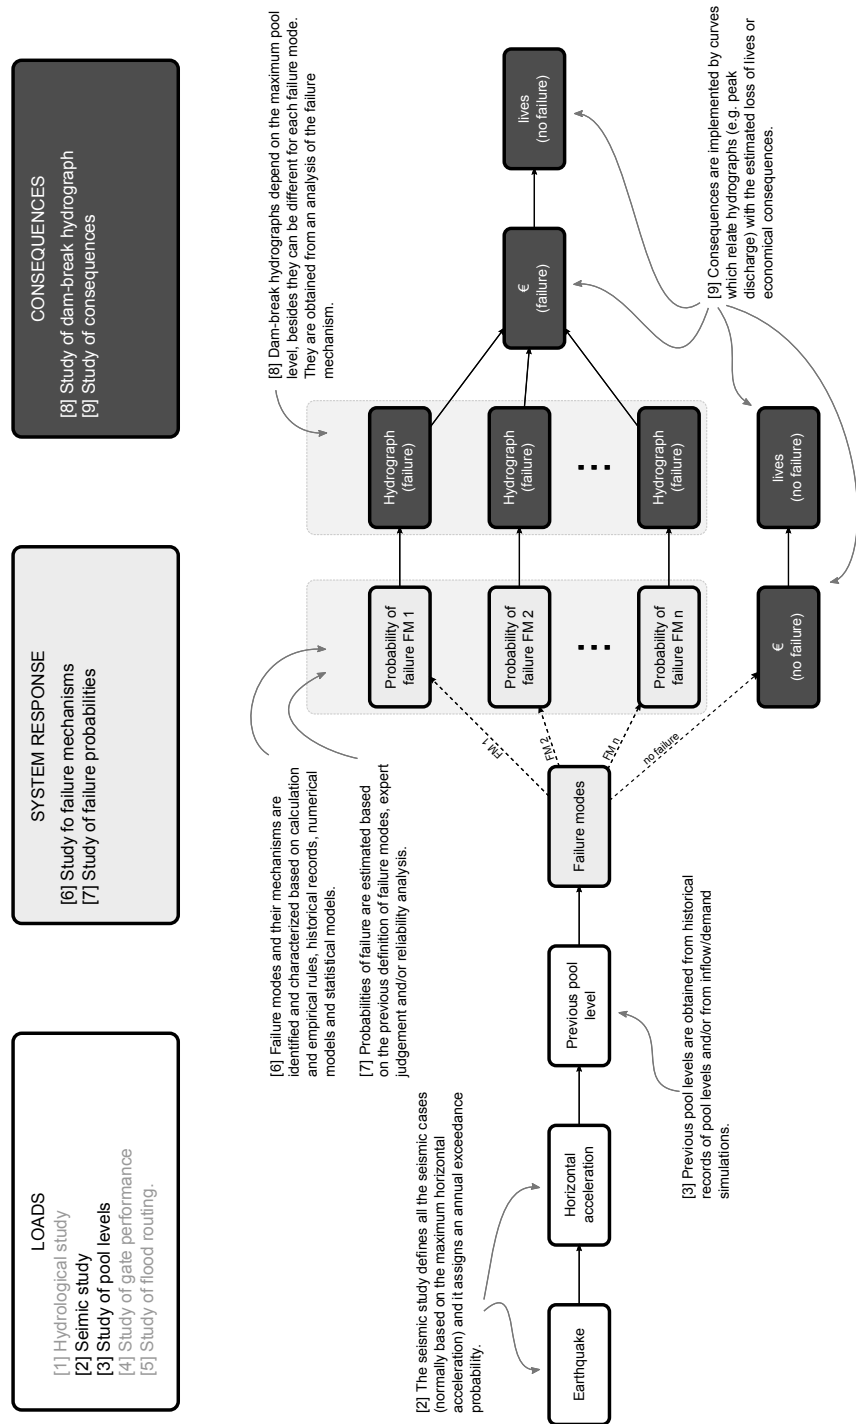 LOADS
[1] Hydrological study
[2] Seimic study
[3] Study of pool levels
[4] Study of gate performance
[5] Study of flood routing.
SYSTEM RESPONSE
[6] Study fo failure mechanisms
[7] Study of failure probabilities
CONSEQUENCES
[8] Study of dam-break hydrograph
[9] Study of consequences
[2] The seismic study defines all the seismic cases
(normally based on the maximum horizontal
acceleration) and it assigns an annual exceedance
probability.
[6] Failure modes and their mechanisms are
identified and characterized based on calculation
and empirical rules, historical records, numerical
models and statistical models.
[7] Probabilities of failure are estimated based
on the previous definition of failure modes, expert
judgement and/or reliability analysis.
[8] Dam-break hydrographs depend on the maximum pool
level, besides they can be different for each failure mode.
They are obtained from an analysis of the failure
mechanism.
Earthquake
Horizontal
acceleration
Previous pool
level
Failure modes
FM 1
FM 2
FM n
no failure
Probability of
failure FM 1
Probability of
failure FM 2
...
Probability of
failure FM n
Hydrograph
(failure)
Hydrograph
(failure)
...
Hydrograph
(failure)
€
(failure)
lives
(no failure)
€
(no failure)
lives
(no failure)
[3] Previous pool levels are obtained from historical
records of pool levels and/or from inflow/demand
simulations.
[9] Consequences are implemented by curves
which relate hydrographs (e.g. peak
discharge) with the estimated loss of lives or
economical consequences.